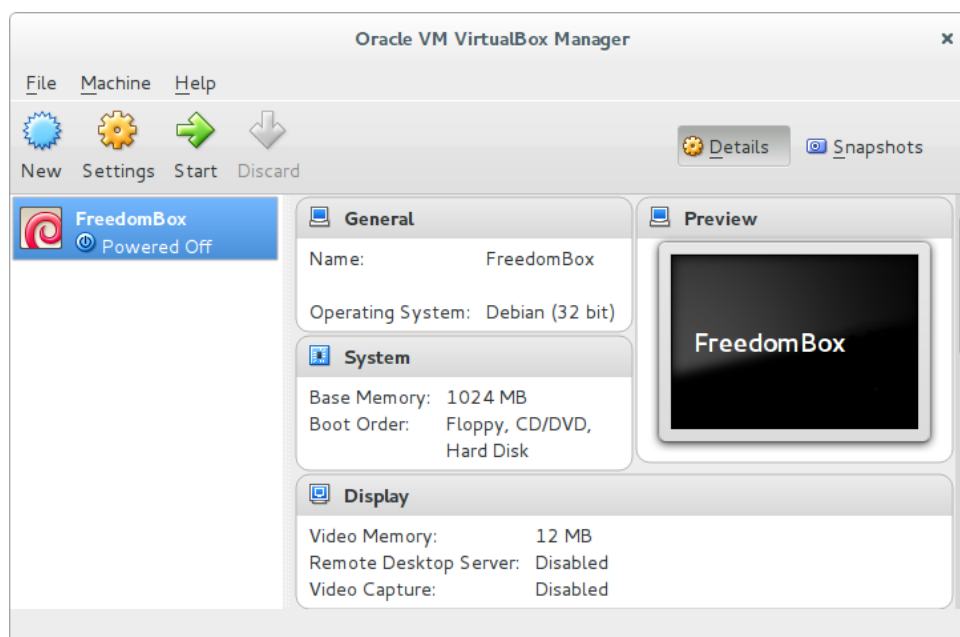 Oracle VM VirtualBox Manager
File Machine Help
New Settings Start Discard
Details Snapshots
FreedomBox
Powered Off
General
Name: FreedomBox
Operating System: Debian (32 bit)
System
Base Memory: 1024 MB
Boot Order: Floppy, CD/DVD,
Hard Disk
Preview
FreedomBox
Display
Video Memory: 12 MB
Remote Desktop Server: Disabled
Video Capture: Disabled